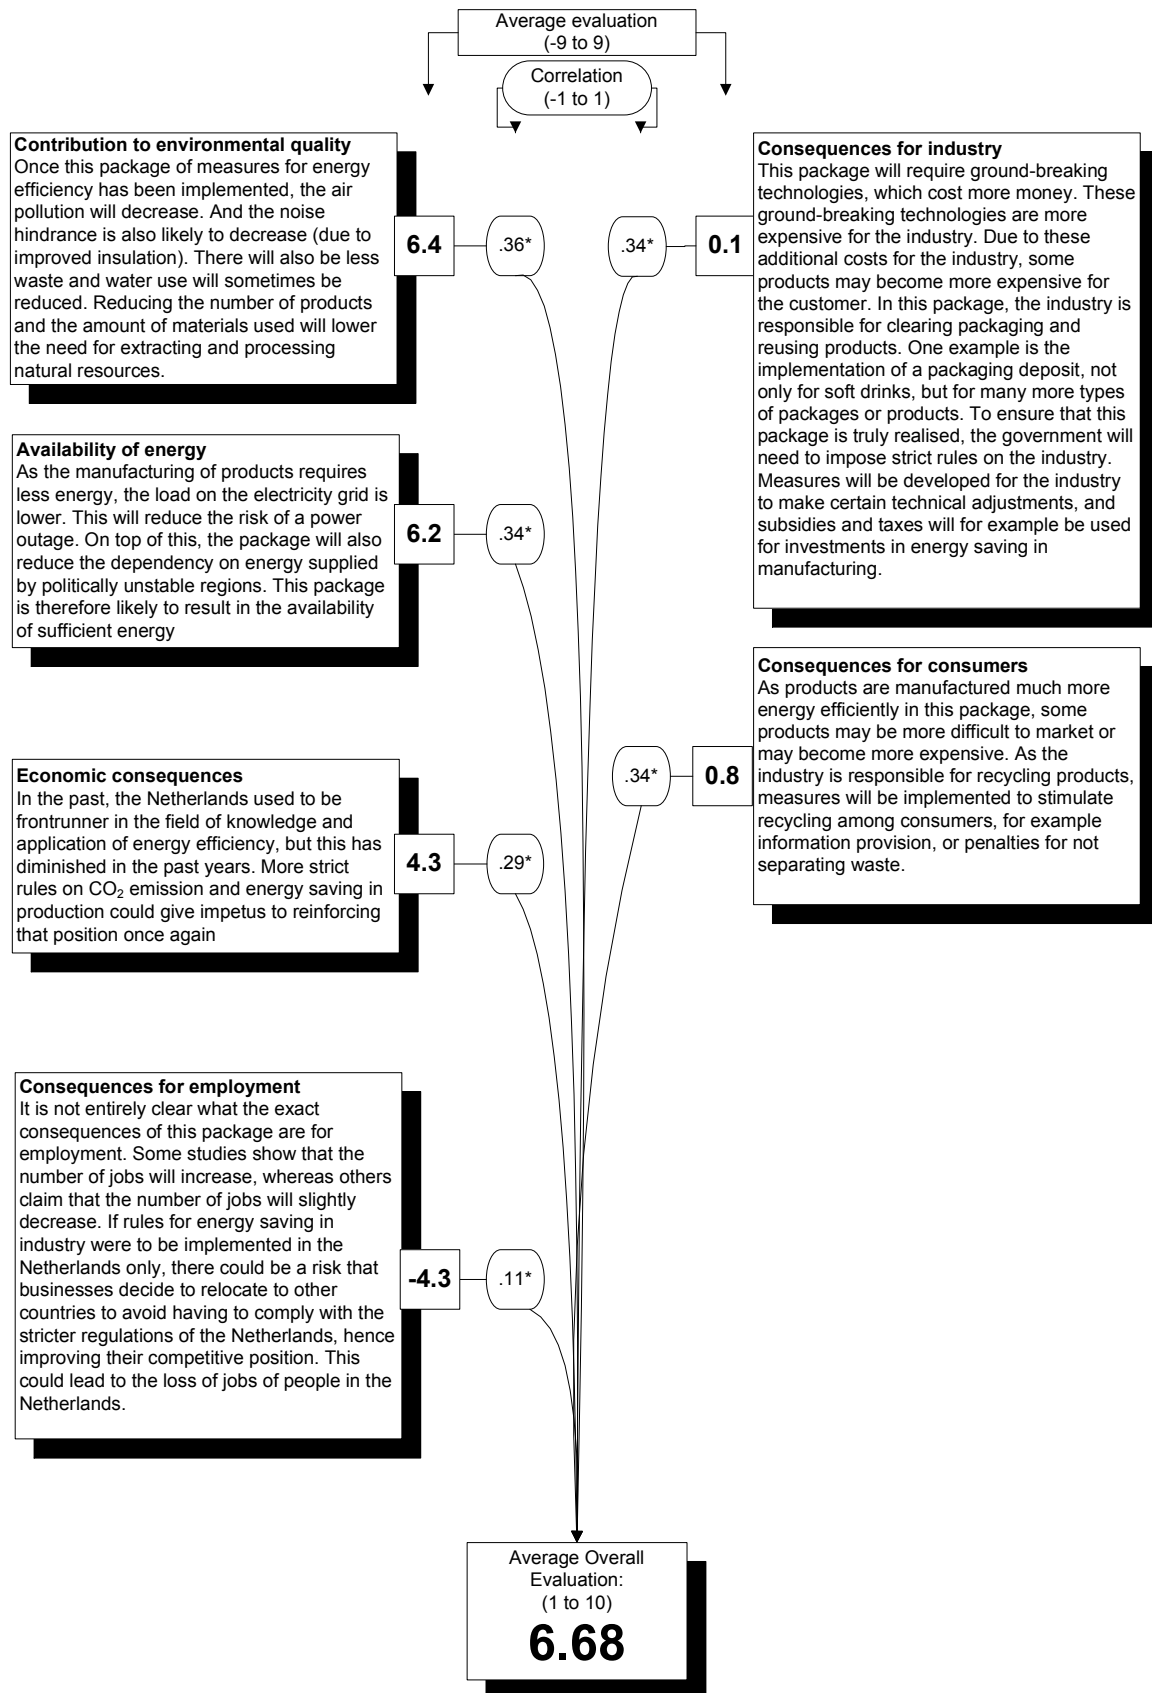 Average evaluation
(-9 to 9)
Correlation
(-1 to 1)
Contribution to environmental quality
Once this package of measures for energy
efficiency has been implemented, the air
pollution will decrease. And the noise
hindrance is also likely to decrease (due to
improved insulation). There will also be less
waste and water use will sometimes be
reduced. Reducing the number of products
and the amount of materials used will lower
the need for extracting and processing
natural resources.
6.4
.36*
Availability of energy
As the manufacturing of products requires
less energy, the load on the electricity grid is
lower. This will reduce the risk of a power
outage. On top of this, the package will also
reduce the dependency on energy supplied
by politically unstable regions. This package
is therefore likely to result in the availability
of sufficient energy
6.2
.34*
Economic consequences
In the past, the Netherlands used to be
frontrunner in the field of knowledge and
application of energy efficiency, but this has
diminished in the past years. More strict
rules on CO₂ emission and energy saving in
production could give impetus to reinforcing
that position once again
4.3
.29*
Consequences for employment
It is not entirely clear what the exact
consequences of this package are for
employment. Some studies show that the
number of jobs will increase, whereas others
claim that the number of jobs will slightly
decrease. If rules for energy saving in
industry were to be implemented in the
Netherlands only, there could be a risk that
businesses decide to relocate to other
countries to avoid having to comply with the
stricter regulations of the Netherlands, hence
improving their competitive position. This
could lead to the loss of jobs of people in the
Netherlands.
-4.3
.11*
Consequences for industry
This package will require ground-breaking
technologies, which cost more money. These
ground-breaking technologies are more
expensive for the industry. Due to these
additional costs for the industry, some
products may become more expensive for
the customer. In this package, the industry is
responsible for clearing packaging and
reusing products. One example is the
implementation of a packaging deposit, not
only for soft drinks, but for many more types
of packages or products. To ensure that this
package is truly realised, the government will
need to impose strict rules on the industry.
Measures will be developed for the industry
to make certain technical adjustments, and
subsidies and taxes will for example be used
for investments in energy saving in
manufacturing.
.34*
0.1
Consequences for consumers
As products are manufactured much more
energy efficiently in this package, some
products may be more difficult to market or
may become more expensive. As the
industry is responsible for recycling products,
measures will be implemented to stimulate
recycling among consumers, for example
information provision, or penalties for not
separating waste.
.34*
0.8
Average Overall
Evaluation:
(1 to 10)
6.68